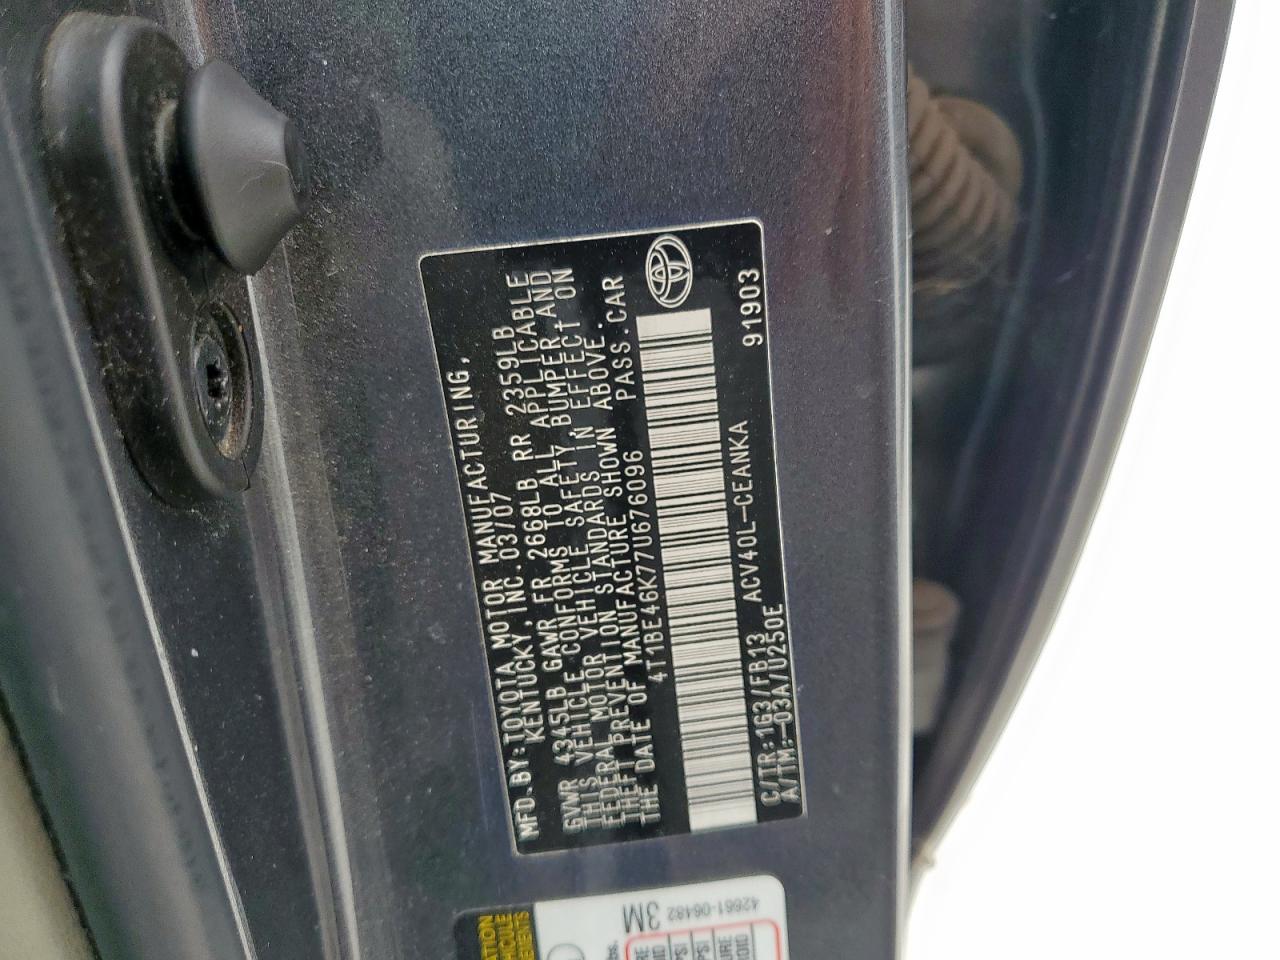 MFD.BY:TOYOTA MOTOR MANUFACTURING,
KENTUCKY,INC.03/07
GVWR 4345LB GAWR FR 2668LB RR 2359LB
THIS VEHICLE CONFORMS TO ALL APPLICABLE
FEDERAL MOTOR VEHICLE SAFETY,BUMPER,AND
THEFT PREVENTION STANDARDS IN EFFECT ON
THE DATE OF MANUFACTURE SHOWN ABOVE.
4T1BE46K77U676096 PASS.CAR
C/TR:1G3/FB13 ACV40L-CEANKA 91903
A/TM:-03A/U250E
3M
42661-06482
lbs.